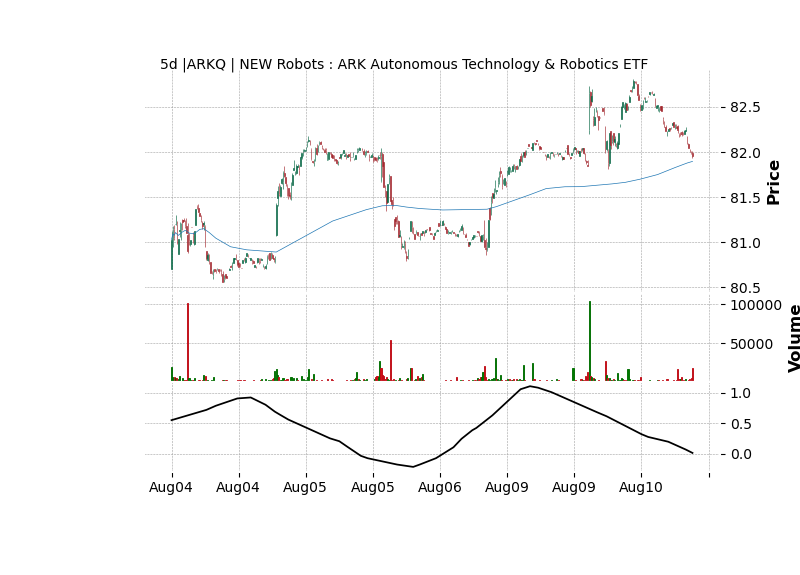 5d |ARKQ | NEW Robots : ARK Autonomous Technology & Robotics ETF
82.5
82.0
81.5
81.0
80.5
Price
100000
50000
Volume
1.0
0.5
0.0
Aug04 Aug04 Aug05 Aug05 Aug06 Aug09 Aug09 Aug10